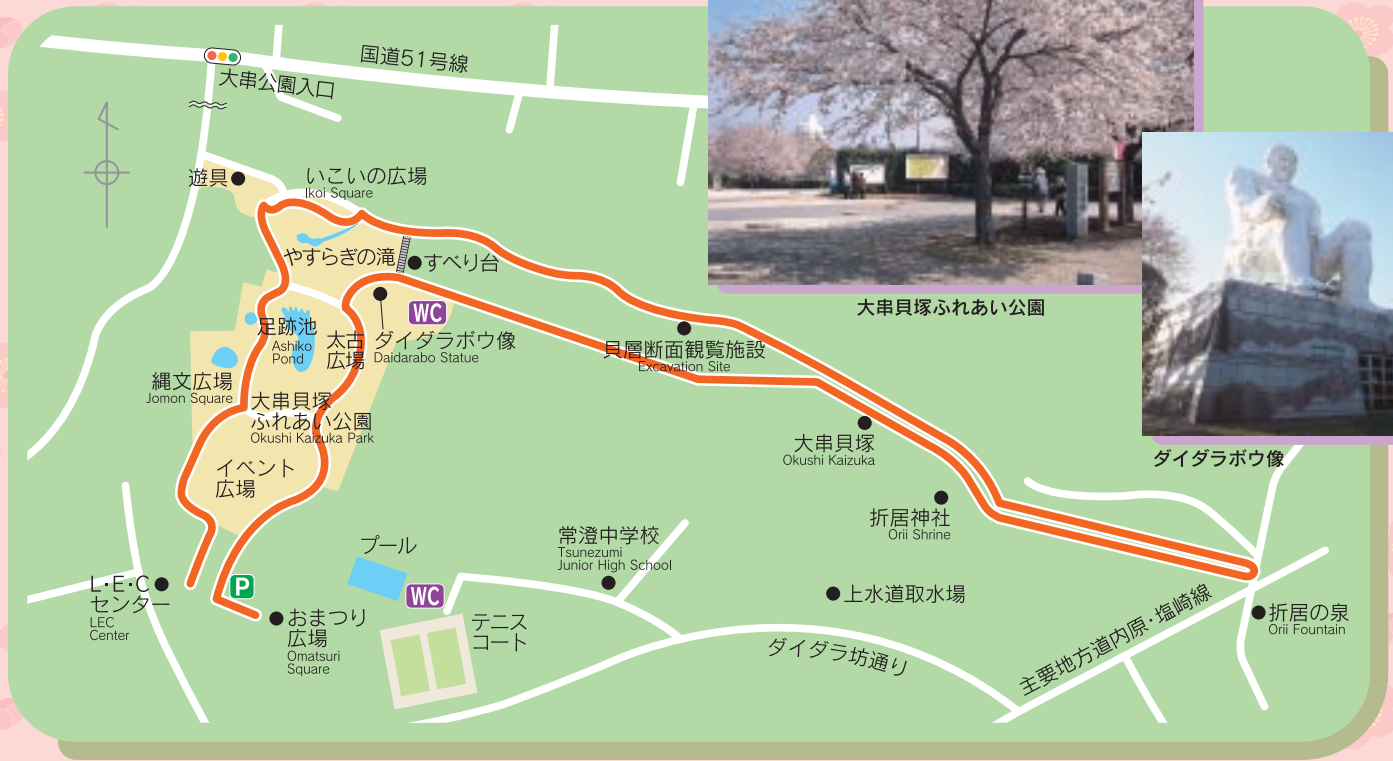 国道51号線
大串公園入口
遊具
いこいの広場
Ikoi Square
やすらぎの滝
すべり台
WC
足跡池
Ashiko
Pond
太古
広場
ダイダラボウ像
Daidarabo Statue
縄文広場
Jomon Square
大串貝塚
ふれあい公園
Okushi Kaizuka Park
イベント
広場
貝層断面観覧施設
Excavation Site
大串貝塚ふれあい公園
ダイダラボウ像
大串貝塚
Okushi Kaizuka
折居神社
Orii Shrine
常澄中学校
Tsunezumi
Junior High School
プール
WC
P
L・E・C
センター
LEC
Center
おまつり
広場
Omatsuri
Square
テニス
コート
上水道取水場
ダイダラ坊通り
主要地方道内原・塩崎線
折居の泉
Orii Fountain